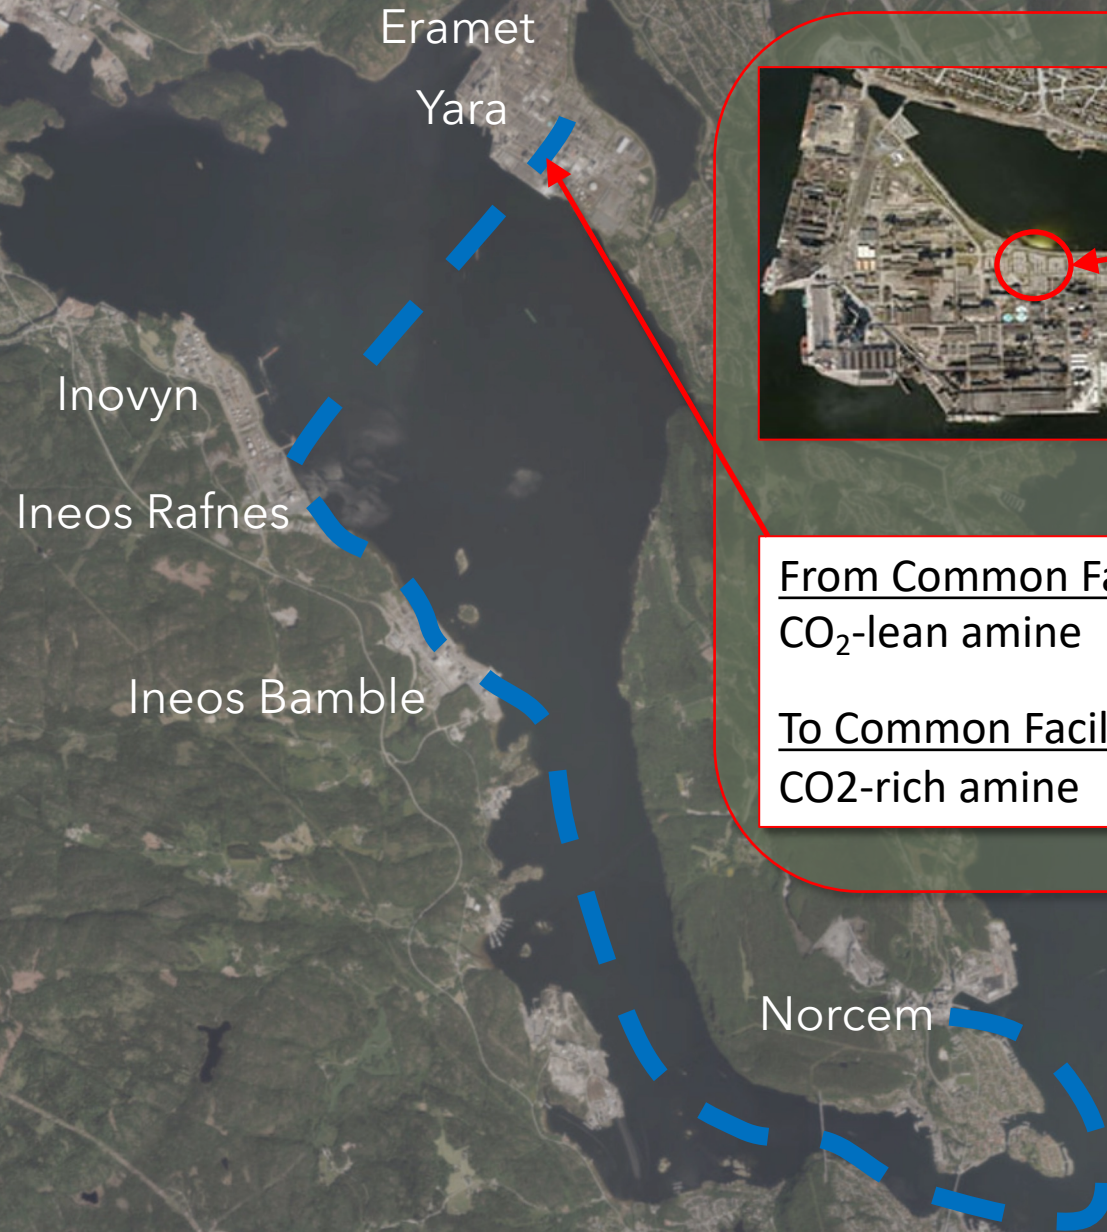 Eramet
Yara
Inovyn
Ineos Rafnes
Ineos Bamble
From Common Fa
CO₂-lean amine
To Common Facil
CO2-rich amine
Norcem